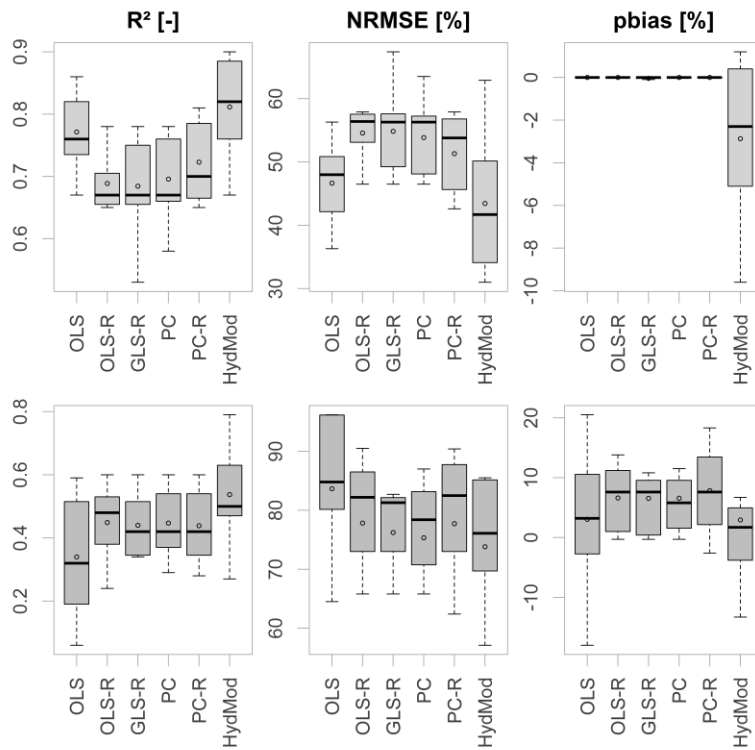 R² [-] NRMSE [%] pbias [%]
0.9
0.8
0.7
0.6
60
50
40
30
0
-2
-4
-6
-8
-10
OLS
OLS-R
GLS-R
PC
PC-R
HydMod
OLS
OLS-R
GLS-R
PC
PC-R
HydMod
OLS
OLS-R
GLS-R
PC
PC-R
HydMod
0.8
0.6
0.4
0.2
90
80
70
60
20
10
0
-10
OLS
OLS-R
GLS-R
PC
PC-R
HydMod
OLS
OLS-R
GLS-R
PC
PC-R
HydMod
OLS
OLS-R
GLS-R
PC
PC-R
HydMod